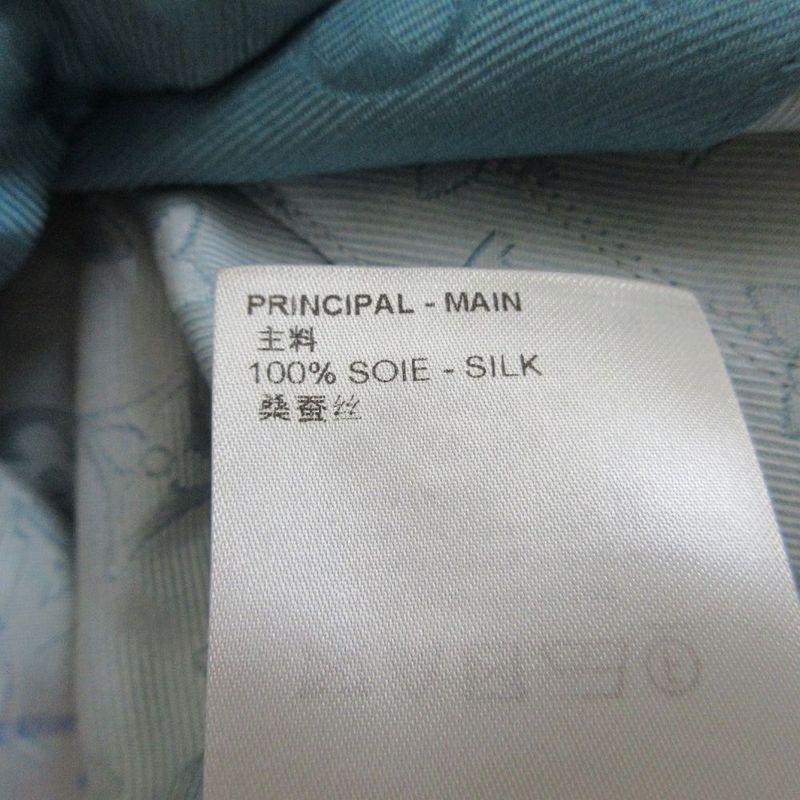 PRINCIPAL - MAIN
主料
100% SOIE - SILK
桑蚕丝